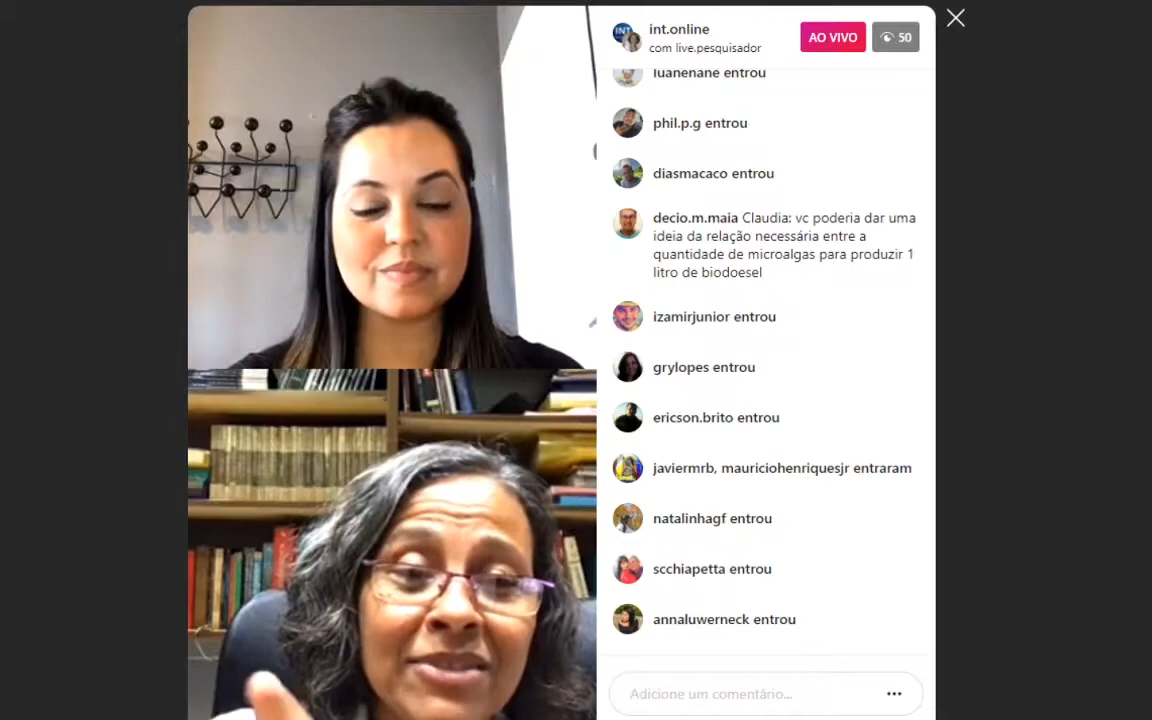 int.online
com live.pesquisador
AO VIVO
50
INT
luanenane entrou
phil.p.g entrou
diasmacaco entrou
decio.m.maia Claudia: vc poderia dar uma
ideia da relação necessária entre a
quantidade de microalgas para produzir 1
litro de biodoesel
izamirjunior entrou
grylopes entrou
ericson.brito entrou
javiermrb, mauriciohenriquesjr entraram
natalinhagf entrou
scchiapetta entrou
annaluwerneck entrou
Adicione um comentário...